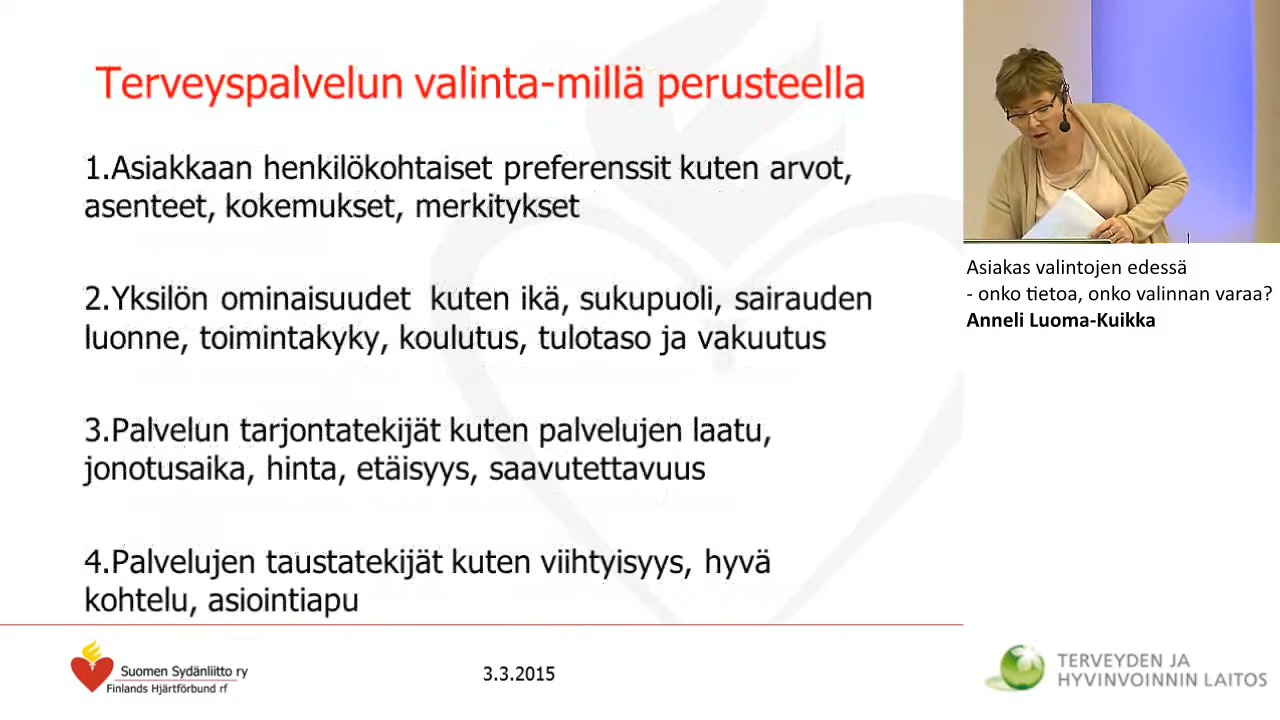 Terveyspalvelun valinta-millä perusteella
1.Asiakkaan henkilökohtaiset preferenssit kuten arvot,
asenteet, kokemukset, merkitykset
2.Yksilön ominaisuudet kuten ikä, sukupuoli, sairauden
luonne, toimintakyky, koulutus, tulotaso ja vakuutus
3.Palvelun tarjontatekijät kuten palvelujen laatu,
jonotusaika, hinta, etäisyys, saavutettavuus
4.Palvelujen taustatekijät kuten viihtyisyys, hyvä
kohtelu, asiointiapu
Suomen Sydänliitto ry
Finlands Hjärtförbund rf
3.3.2015
Asiakas valintojen edessä
- onko tietoa, onko valinnan varaa?
Anneli Luoma-Kuikka
TERVEYDEN JA
HYVINVOINNIN LAITOS